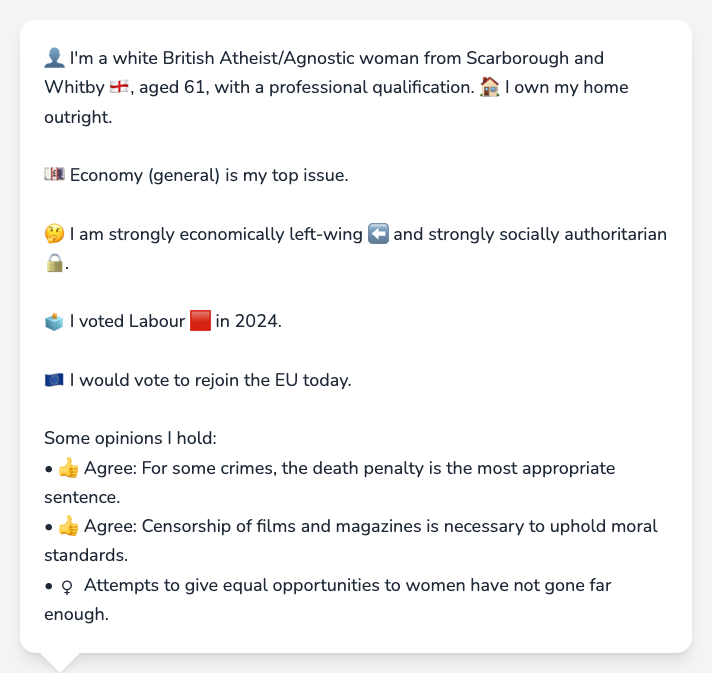 👤 I'm a white British Atheist/Agnostic woman from Scarborough and
Whitby 🏴󠁧󠁢󠁥󠁮󠁧󠁿, aged 61, with a professional qualification. 🏠 I own my home
outright.
💷 Economy (general) is my top issue.
🤔 I am strongly economically left-wing ⬅️ and strongly socially authoritarian
🔒.
🗳️ I voted Labour 🟥 in 2024.
🇪🇺 I would vote to rejoin the EU today.
Some opinions I hold:
• 👍 Agree: For some crimes, the death penalty is the most appropriate
sentence.
• 👍 Agree: Censorship of films and magazines is necessary to uphold moral
standards.
• ♀ Attempts to give equal opportunities to women have not gone far
enough.